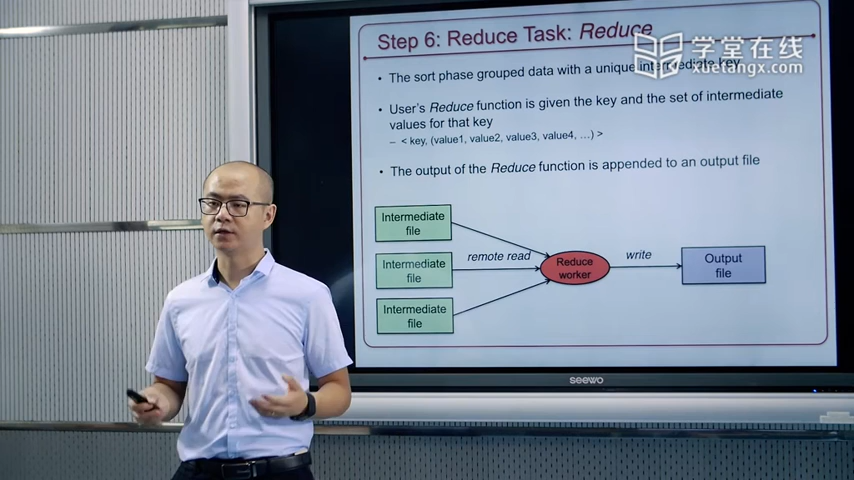 Step 6: Reduce Task: Reduce
学堂在线
xuetangx.com
• The sort phase grouped data with a unique intermediate key
• User's Reduce function is given the key and the set of intermediate
values for that key
– < key, (value1, value2, value3, value4, …) >
• The output of the Reduce function is appended to an output file
Intermediate
file
Intermediate
file
Intermediate
file
remote read
Reduce
worker
write
Output
file
seewo